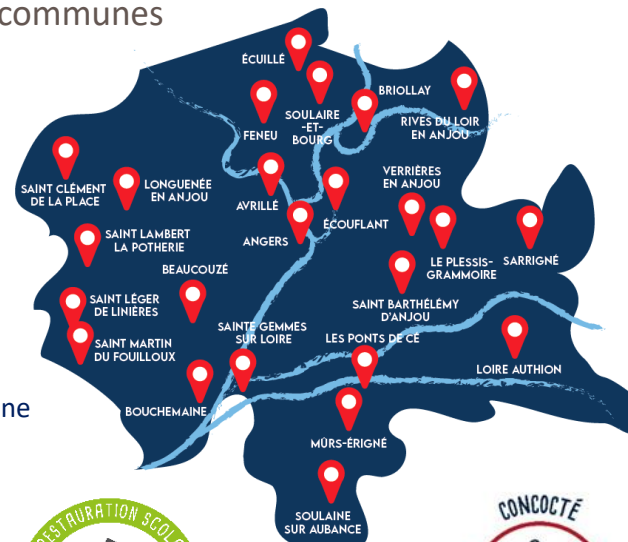 communes
ÉCUILLÉ
BRIOLLAY
SOULAIRE
-ET-
BOURG
FENEU
RIVES DU LOIR
EN ANJOU
SAINT CLÉMENT
DE LA PLACE
LONGUENÉE
EN ANJOU
AVRILLÉ
VERRIÈRES
EN ANJOU
ÉCOUFLANT
ANGERS
SAINT LAMBERT
LA POTHERIE
LE PLESSIS-
GRAMMOIRE
SARRIGNÉ
BEAUCOUZÉ
SAINT BARTHÉLÉMY
D'ANJOU
SAINT LÉGER
DE LINIÈRES
SAINTE GEMMES
SUR LOIRE
LES PONTS DE CÉ
SAINT MARTIN
DU FOUILLOUX
LOIRE AUTHION
BOUCHEMAINE
ne
MÛRS-ÉRIGNÉ
SOULAINE
SUR AUBANCE
CONCOCTÉ